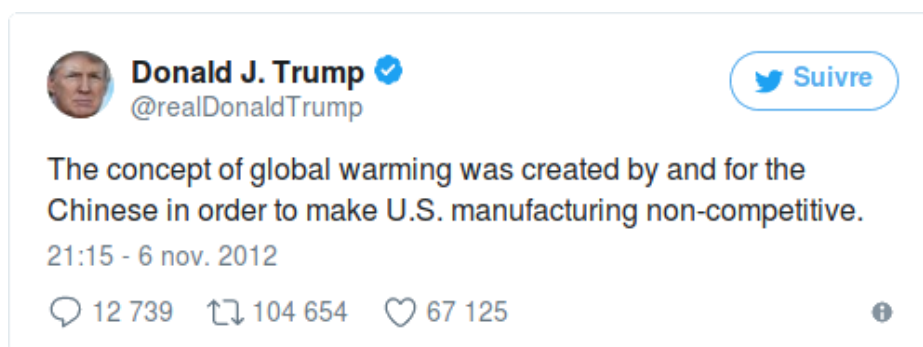 Donald J. Trump
Suivre
@realDonaldTrump
The concept of global warming was created by and for the
Chinese in order to make U.S. manufacturing non-competitive.
21:15 - 6 nov. 2012
12 739 104 654 67 125